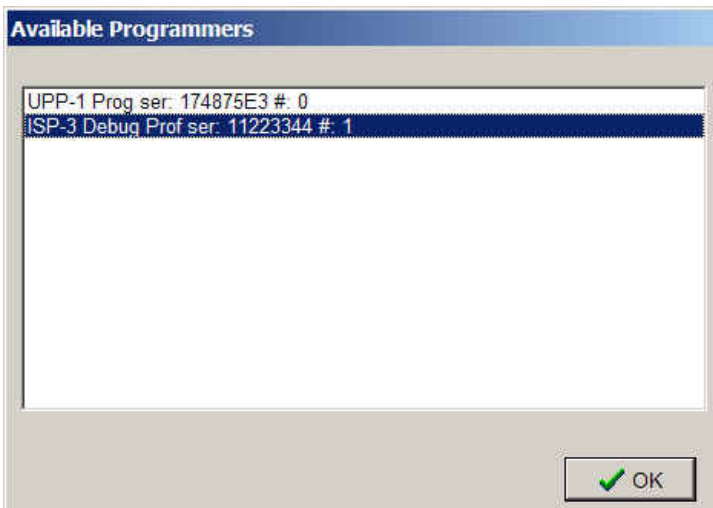 Available Programmers
UPP-1 Prog ser: 174875E3 #: 0
ISP-3 Debug Prof ser: 11223344 #: 1
OK